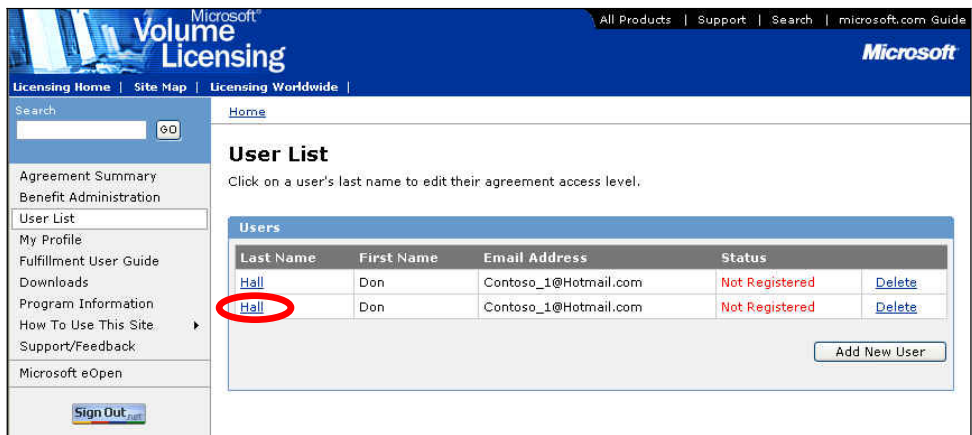 Microsoft®
Volume
Licensing
All Products | Support | Search | microsoft.com Guide
Microsoft
Licensing Home | Site Map | Licensing Worldwide |
Search
GO
Home
User List
Click on a user's last name to edit their agreement access level.
Agreement Summary
Benefit Administration
User List
My Profile
Fulfillment User Guide
Downloads
Program Information
How To Use This Site
Support/Feedback
Microsoft eOpen
Sign Out.net
Users
Last Name First Name Email Address Status
Hall Don Contoso_1@Hotmail.com Not Registered Delete
Hall Don Contoso_1@Hotmail.com Not Registered Delete
Add New User